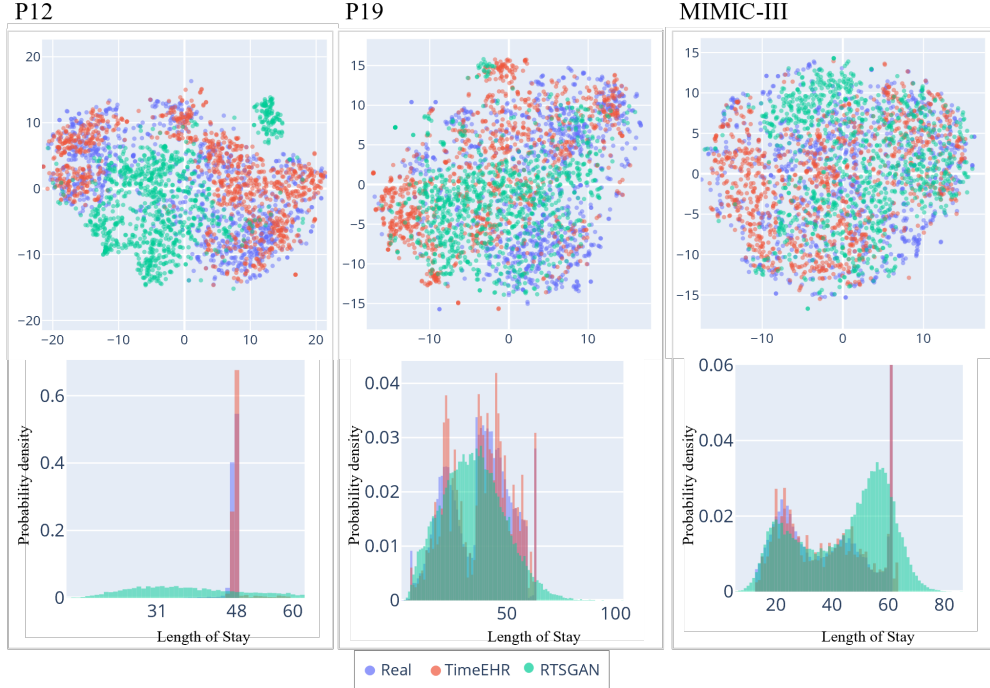 P12 P19 MIMIC-III
20
10
0
−10
−20
−20 −10 0 10 20
15
10
5
0
−5
−10
−15
−10 0 10
15
10
5
0
−5
−10
−15
−10 0 10
Probability density
0.6
0.4
0.2
0
31 48 60
Length of Stay
Probability density
0.04
0.03
0.02
0.01
0
50 100
Length of Stay
Probability density
0.06
0.04
0.02
0
20 40 60 80
Length of Stay
Real TimeEHR RTSGAN